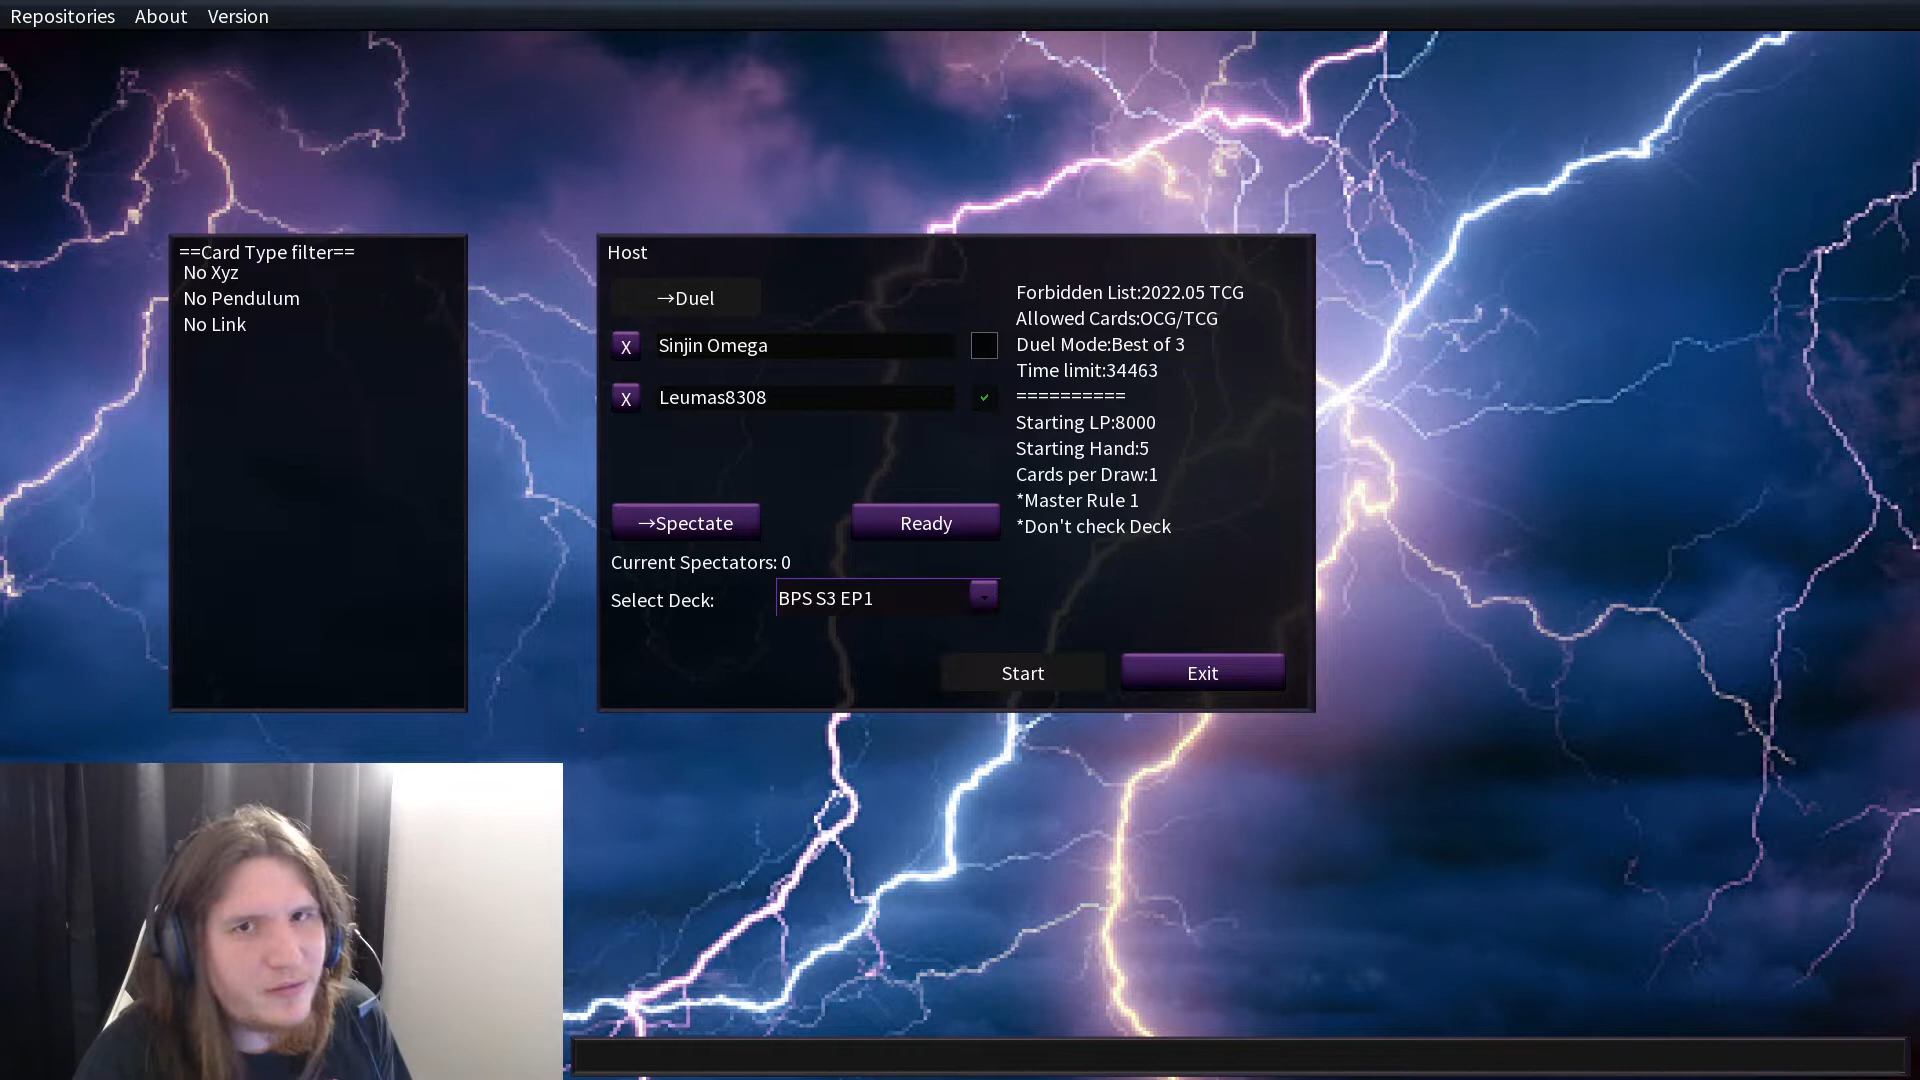 Repositories About Version
==Card Type filter==
No Xyz
No Pendulum
No Link
Host
→Duel
X Sinjin Omega
X Leumas8308
→Spectate Ready
Current Spectators: 0
Select Deck: BPS S3 EP1
Start Exit
Forbidden List:2022.05 TCG
Allowed Cards:OCG/TCG
Duel Mode:Best of 3
Time limit:34463
==========
Starting LP:8000
Starting Hand:5
Cards per Draw:1
*Master Rule 1
*Don't check Deck